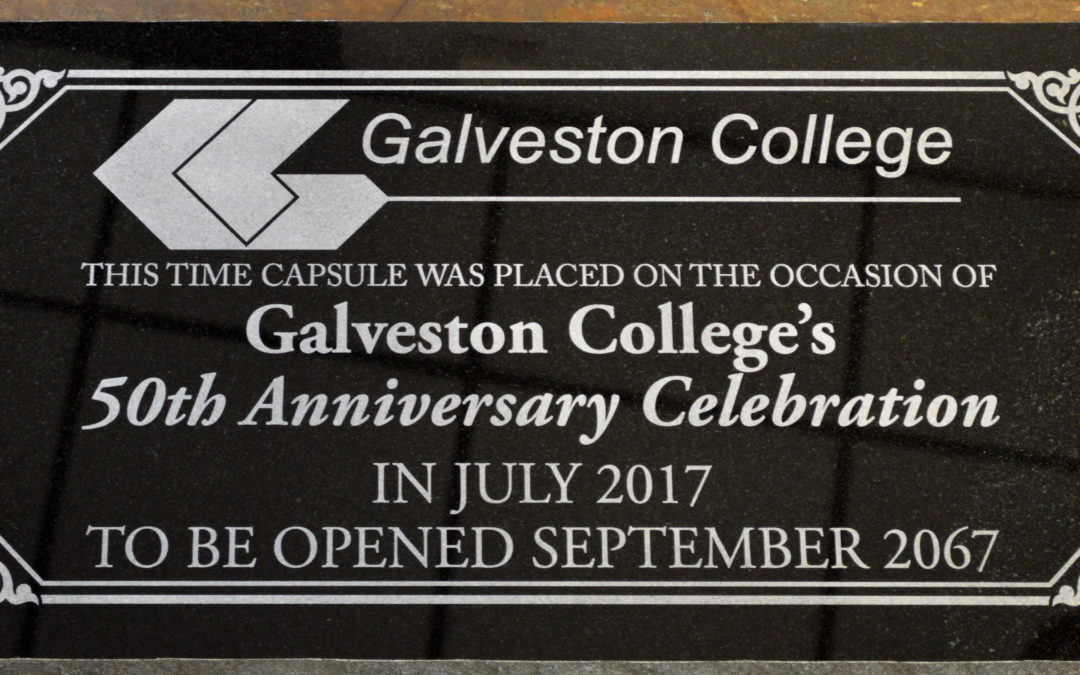 Galveston College
THIS TIME CAPSULE WAS PLACED ON THE OCCASION OF
Galveston College’s
50th Anniversary Celebration
IN JULY 2017
TO BE OPENED SEPTEMBER 2067